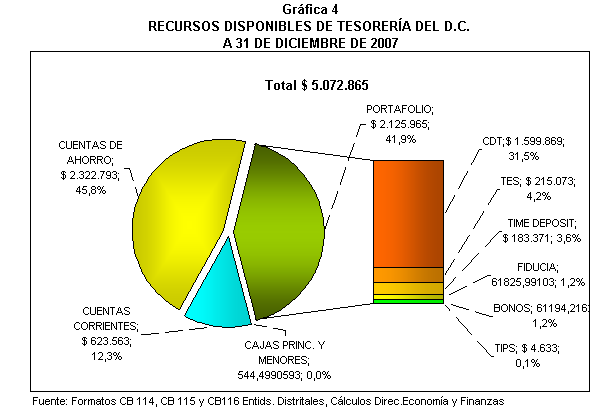 Gráfica 4
RECURSOS DISPONIBLES DE TESORERÍA DEL D.C.
A 31 DE DICIEMBRE DE 2007
Total $ 5.072.865
PORTAFOLIO;
$ 2.125.965;
41,9%
CUENTAS DE
AHORRO;
$ 2.322.793;
45,8%
CDT;$ 1.599.869;
31,5%
TES; $ 215.073;
4,2%
TIME DEPOSIT;
$ 183.371; 3,6%
FIDUCIA;
61825,99103; 1,2%
BONOS; 61194,2163
1,2%
TIPS; $ 4.633;
0,1%
CUENTAS
CORRIENTES;
$ 623.563;
12,3%
CAJAS PRINC. Y
MENORES;
544,4990593; 0,0%
Fuente: Formatos CB 114, CB 115 y CB116 Entids. Distritales, Cálculos Direc.Economía y Finanzas